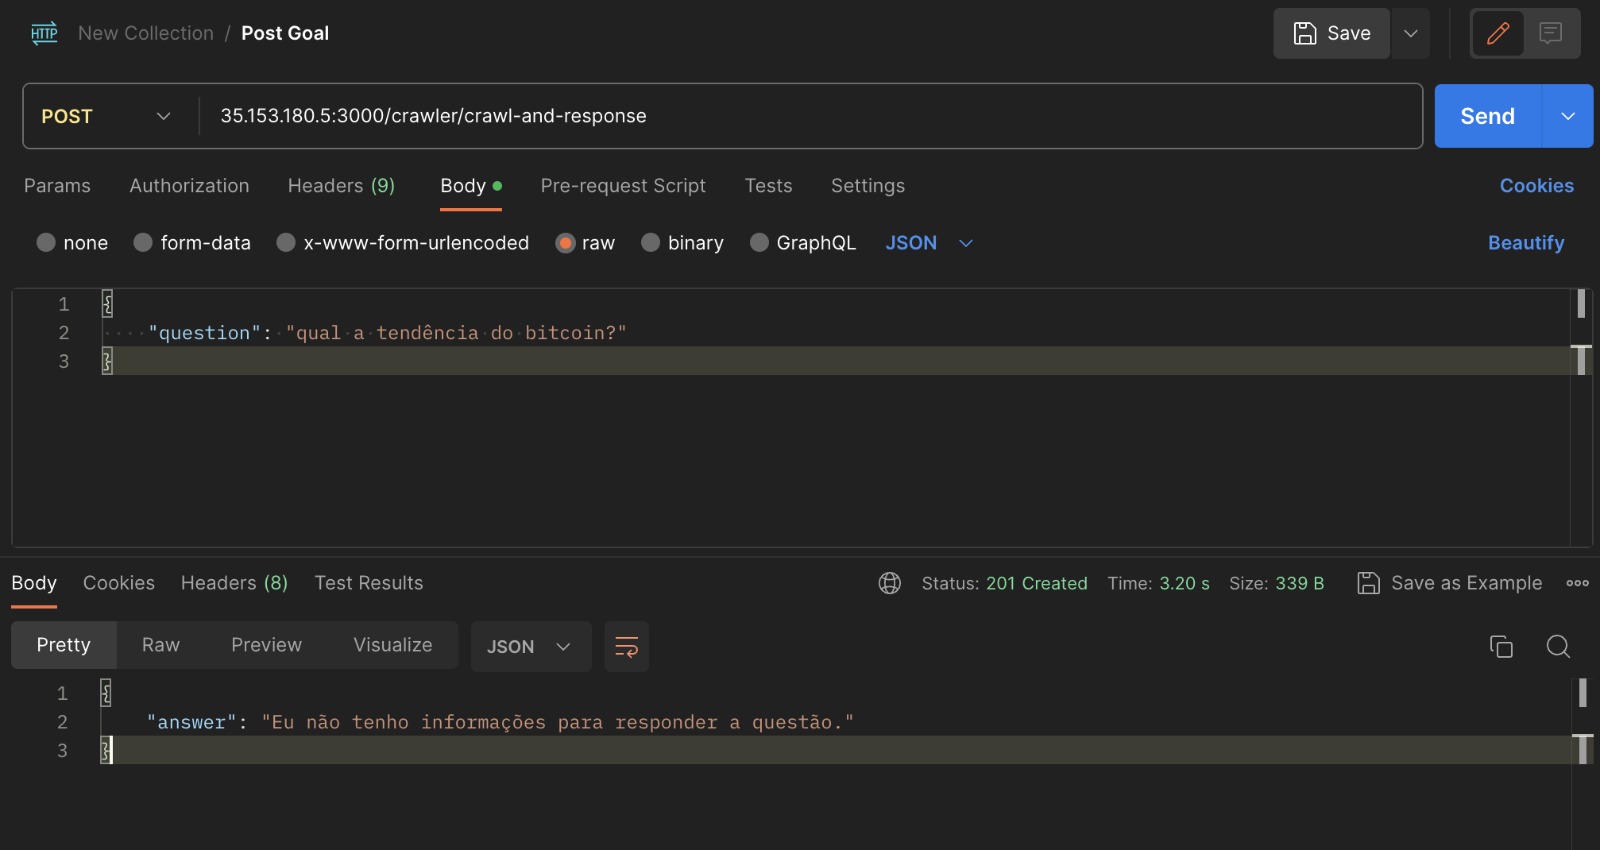 HTTP New Collection / Post Goal Save
POST 35.153.180.5:3000/crawler/crawl-and-response Send
Params Authorization Headers (9) Body Pre-request Script Tests Settings Cookies
none form-data x-www-form-urlencoded raw binary GraphQL JSON Beautify
1 {
2 "question": "qual a tendência do bitcoin?"
3 }
Body Cookies Headers (8) Test Results Status: 201 Created Time: 3.20 s Size: 339 B Save as Example
Pretty Raw Preview Visualize JSON
1 {
2 "answer": "Eu não tenho informações para responder a questão."
3 }